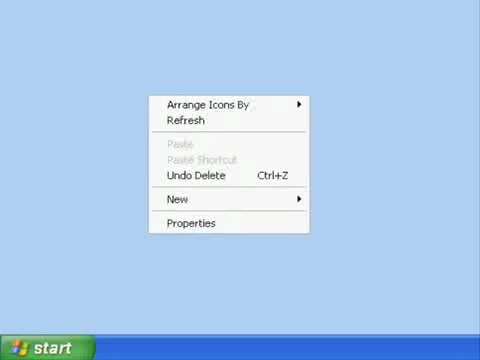 Arrange Icons By
Refresh
Paste
Paste Shortcut
Undo Delete Ctrl+Z
New
Properties
start